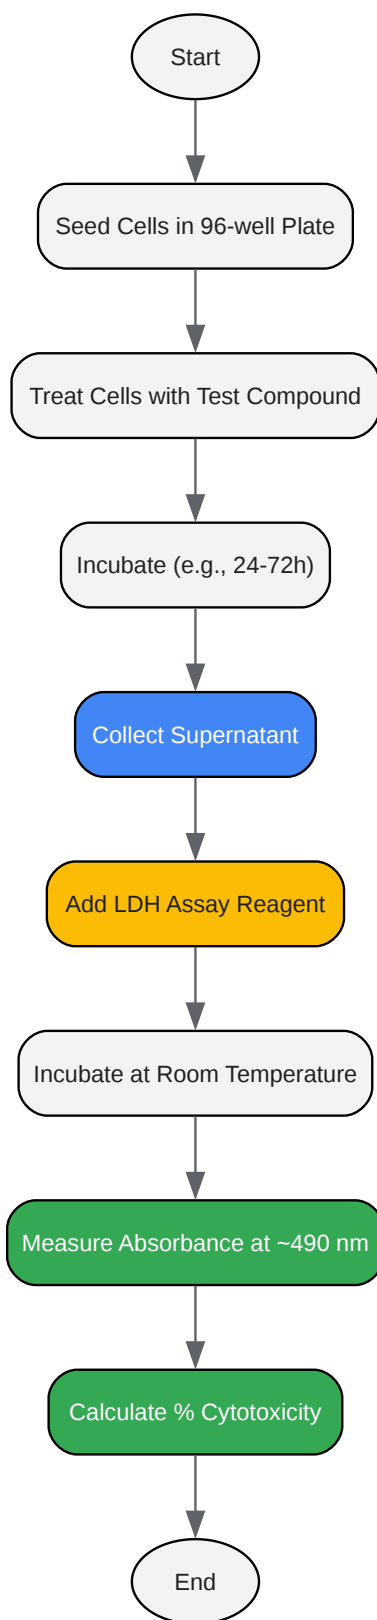 Start
Seed Cells in 96-well Plate
Treat Cells with Test Compound
Incubate (e.g., 24-72h)
Collect Supernatant
Add LDH Assay Reagent
Incubate at Room Temperature
Measure Absorbance at ~490 nm
Calculate % Cytotoxicity
End